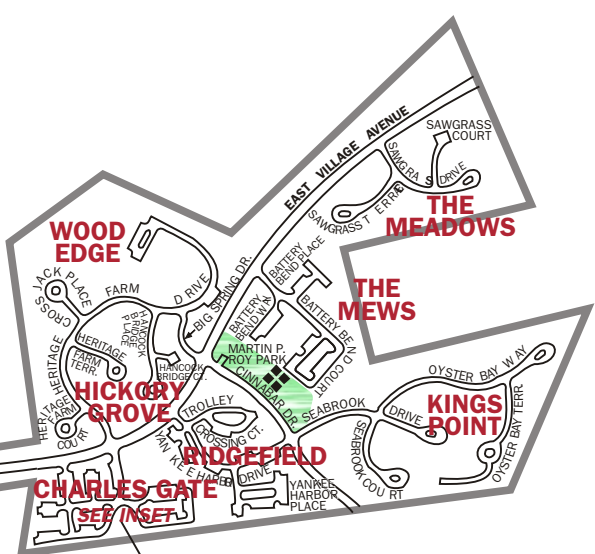 SAWGRASS
COURT
EAST VILLAGE AVENUE
SAWGRASS DRIVE
SAWGRASS TERRACE
THE
MEADOWS
WOOD
EDGE
BATTERY
BEND PLACE
BIG SPRING DR.
FARM DRIVE
JACK PLACE
CROSS
THE
MEWS
BATTERY
BEND WAY
BATTERY BEND COURT
HANCOCK
BRIDGE
PLACE
MARTIN P.
ROY PARK
HERITAGE
FARM
TERR.
HANCOCK
BRIDGE CT.
CINNABAR DR.
OYSTER BAY WAY
HERITAGE
HICKORY
GROVE
HERITAGE
FARM
COURT
TROLLEY
CROSSING CT.
SEABROOK DRIVE
KINGS
POINT
OYSTER BAY TERR
SEABROOK COURT
RIDGEFIELD
YANKEE HARBOR DRIVE
YANKEE
HARBOR
PLACE
CHARLES GATE
SEE INSET